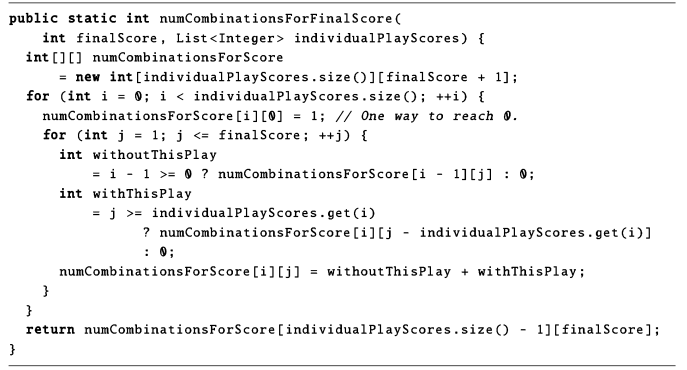 public static int numCombinationsForFinalScore(
    int finalScore, List<Integer> individualPlayScores) {
  int[][] numCombinationsForScore
      = new int[individualPlayScores.size()][finalScore + 1];
  for (int i = 0; i < individualPlayScores.size(); ++i) {
    numCombinationsForScore[i][0] = 1; // One way to reach 0.
    for (int j = 1; j <= finalScore; ++j) {
      int withoutThisPlay
          = i - 1 >= 0 ? numCombinationsForScore[i - 1][j] : 0;
      int withThisPlay
          = j >= individualPlayScores.get(i)
                ? numCombinationsForScore[i][j - individualPlayScores.get(i)]
                : 0;
      numCombinationsForScore[i][j] = withoutThisPlay + withThisPlay;
    }
  }
  return numCombinationsForScore[individualPlayScores.size() - 1][finalScore];
}